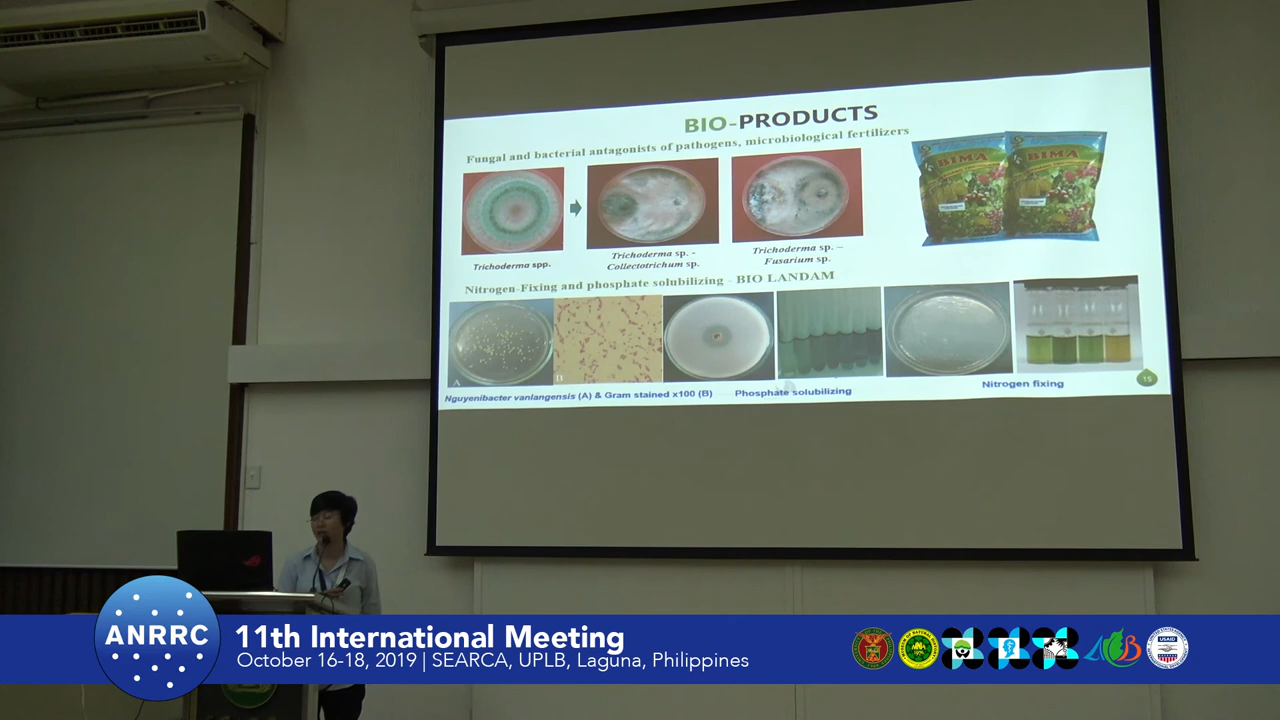 BIO-PRODUCTS
Fungal and bacterial antagonists of pathogens, microbiological fertilizers
BIMA
BIMA
Trichoderma spp.
Trichoderma sp. -
Collectotrichum sp.
Trichoderma sp. –
Fusarium sp.
Nitrogen-Fixing and phosphate solubilizing - BIO LANDAM
A
B
Nguyenibacter vanlangensis (A) & Gram stained x100 (B)
Phosphate solubilizing
Nitrogen fixing
15
ANRRC
11th International Meeting
October 16-18, 2019 | SEARCA, UPLB, Laguna, Philippines
USAID